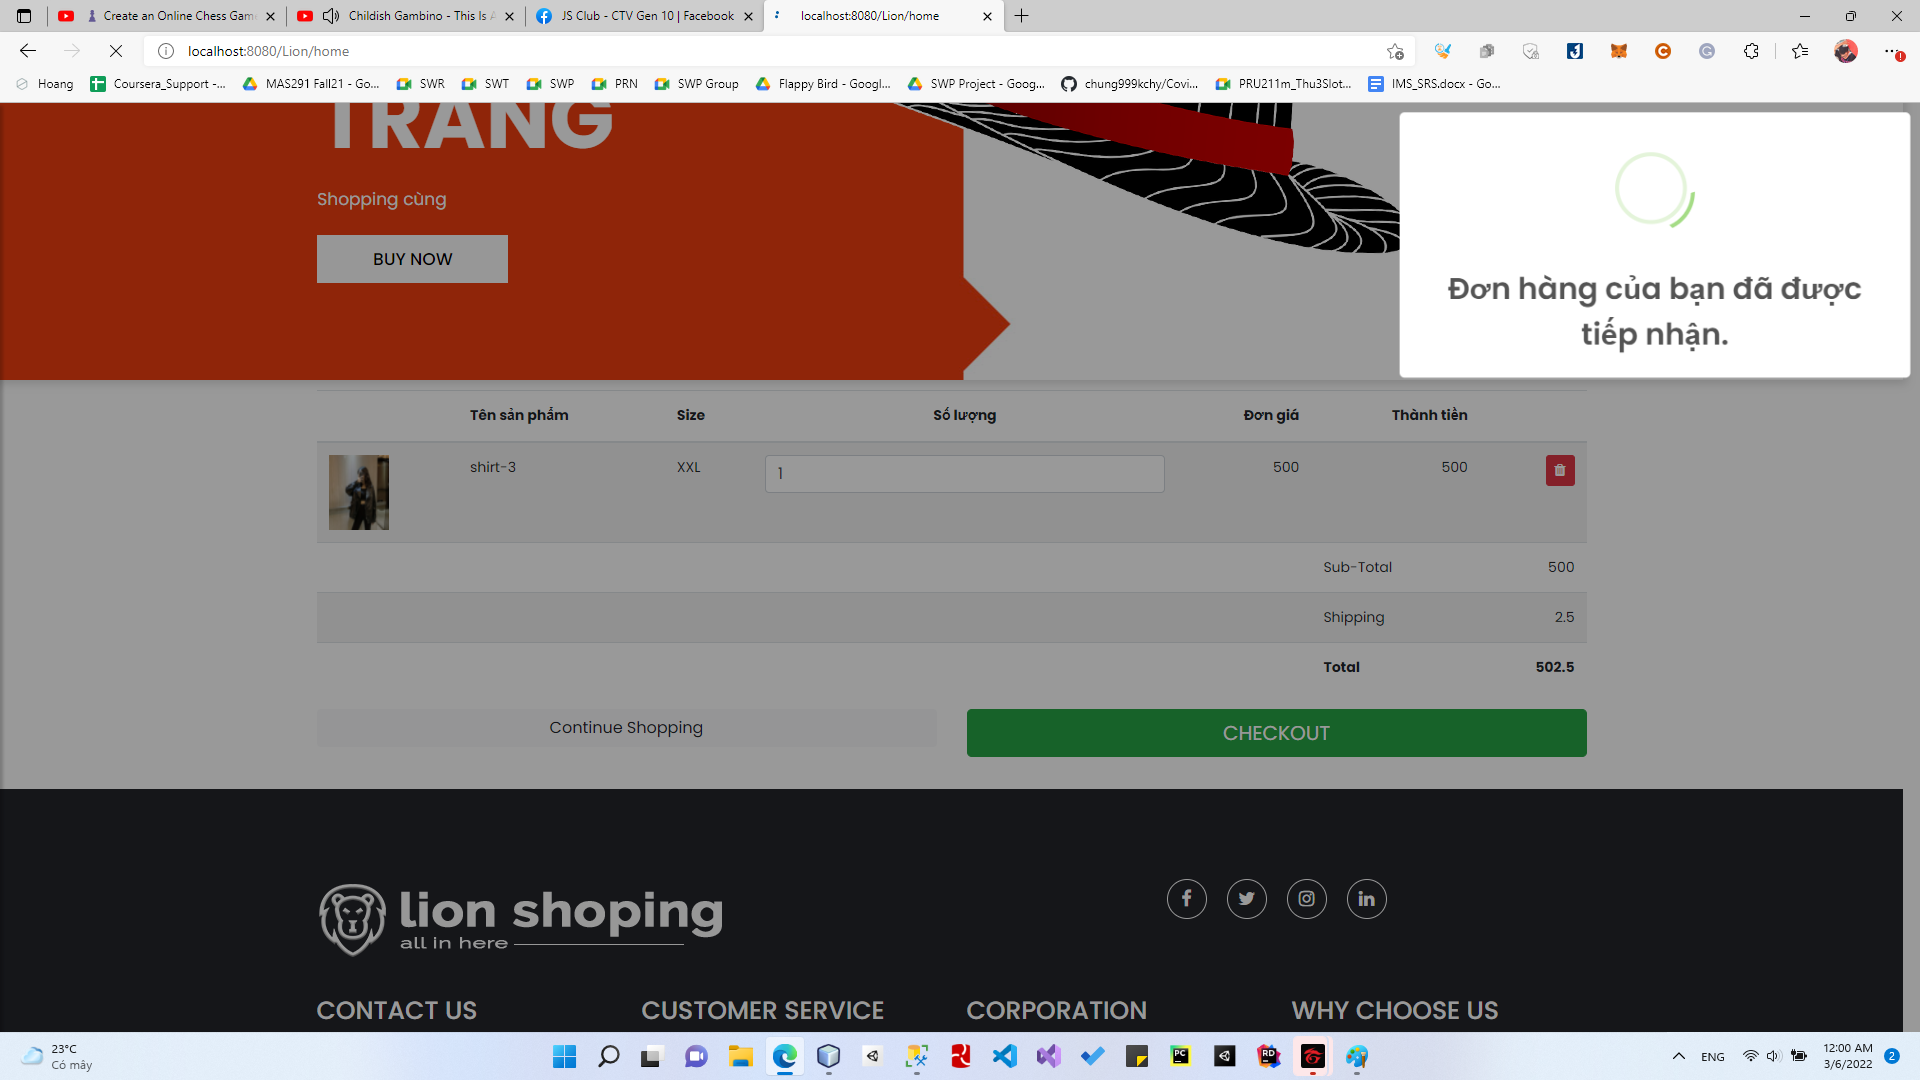 Create an Online Chess Game
Childish Gambino - This Is A
JS Club - CTV Gen 10 | Facebook
localhost:8080/Lion/home
localhost:8080/Lion/home
Hoang
Coursera_Support -...
MAS291 Fall21 - Go...
SWR
SWT
SWP
PRN
SWP Group
Flappy Bird - Googl...
SWP Project - Goog...
chung999kchy/Covi...
PRU211m_Thu3Slot...
IMS_SRS.docx - Go...
TRANG
Shopping cùng
BUY NOW
Đơn hàng của bạn đã được
tiếp nhận.
Tên sản phẩm Size Số lượng Đơn giá Thành tiền
shirt-3 XXL 1 500 500
Sub-Total 500
Shipping 2.5
Total 502.5
Continue Shopping
CHECKOUT
lion shoping
all in here
CONTACT US
CUSTOMER SERVICE
CORPORATION
WHY CHOOSE US
23°C
Có mây
ENG
12:00 AM
3/6/2022
2